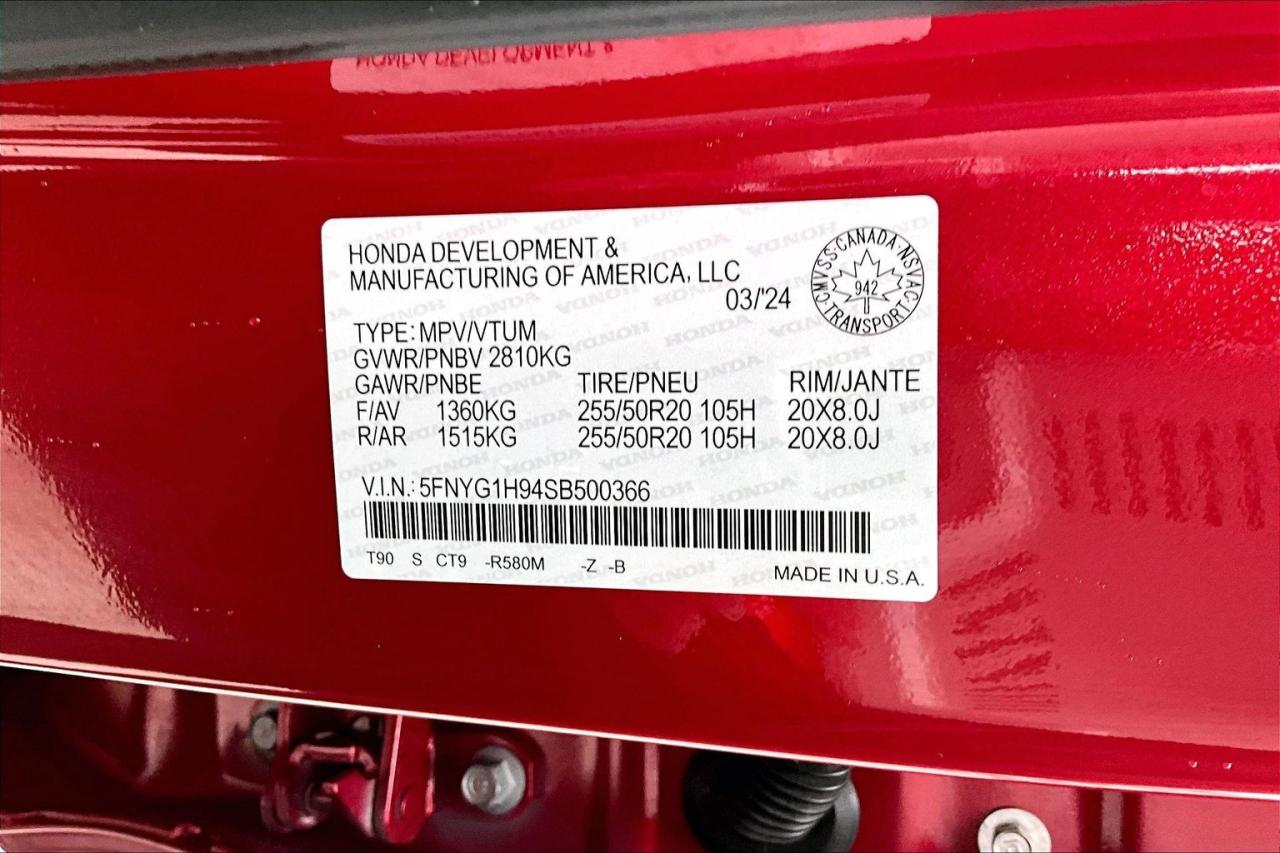 HONDA DEVELOPMENT &
HONDA DEVELOPMENT &
MANUFACTURING OF AMERICA, LLC
03/'24
CMVSS·CANADA·NSVAC·TRANSPORT·
942
TYPE: MPV/VTUM
GVWR/PNBV 2810KG
GAWR/PNBE TIRE/PNEU RIM/JANTE
F/AV 1360KG 255/50R20 105H 20X8.0J
R/AR 1515KG 255/50R20 105H 20X8.0J
V.I.N.: 5FNYG1H94SB500366
T90 S CT9 -R580M -Z -B
MADE IN U.S.A.